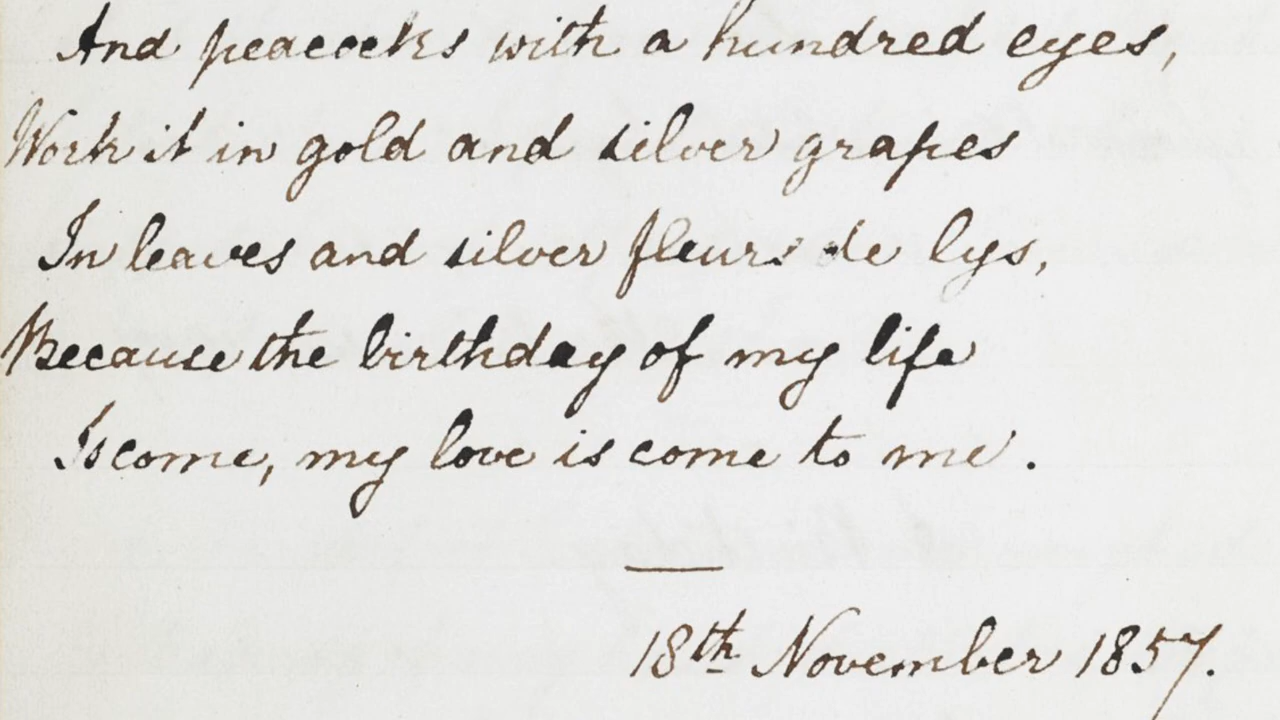 And peacocks with a hundred eyes,
Work it in gold and silver grapes
In leaves and silver fleurs de lys,
Because the birthday of my life
Is come, my love is come to me.
18th November 1857.